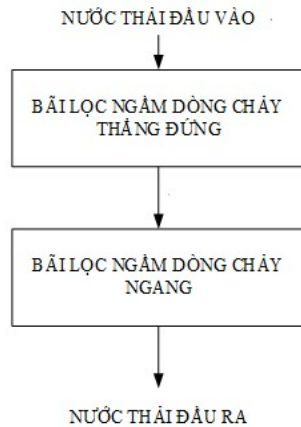 NƯỚC THẢI ĐẦU VÀO
BÃI LỌC NGẦM DÒNG CHẢY
THẲNG ĐỨNG
BÃI LỌC NGẦM DÒNG CHẢY
NGANG
NƯỚC THẢI ĐẦU RA